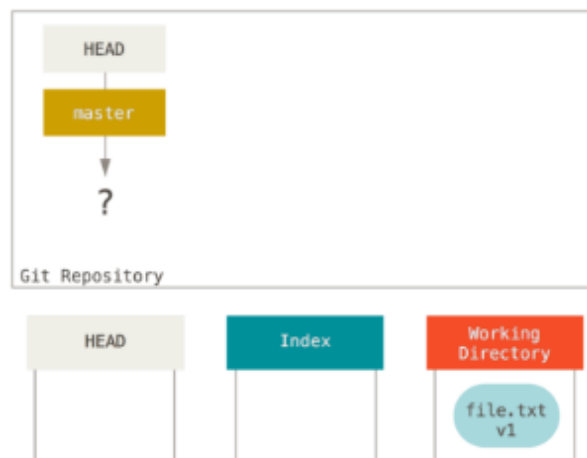 HEAD
master
?
Git Repository
HEAD
Index
Working
Directory
file.txt
v1